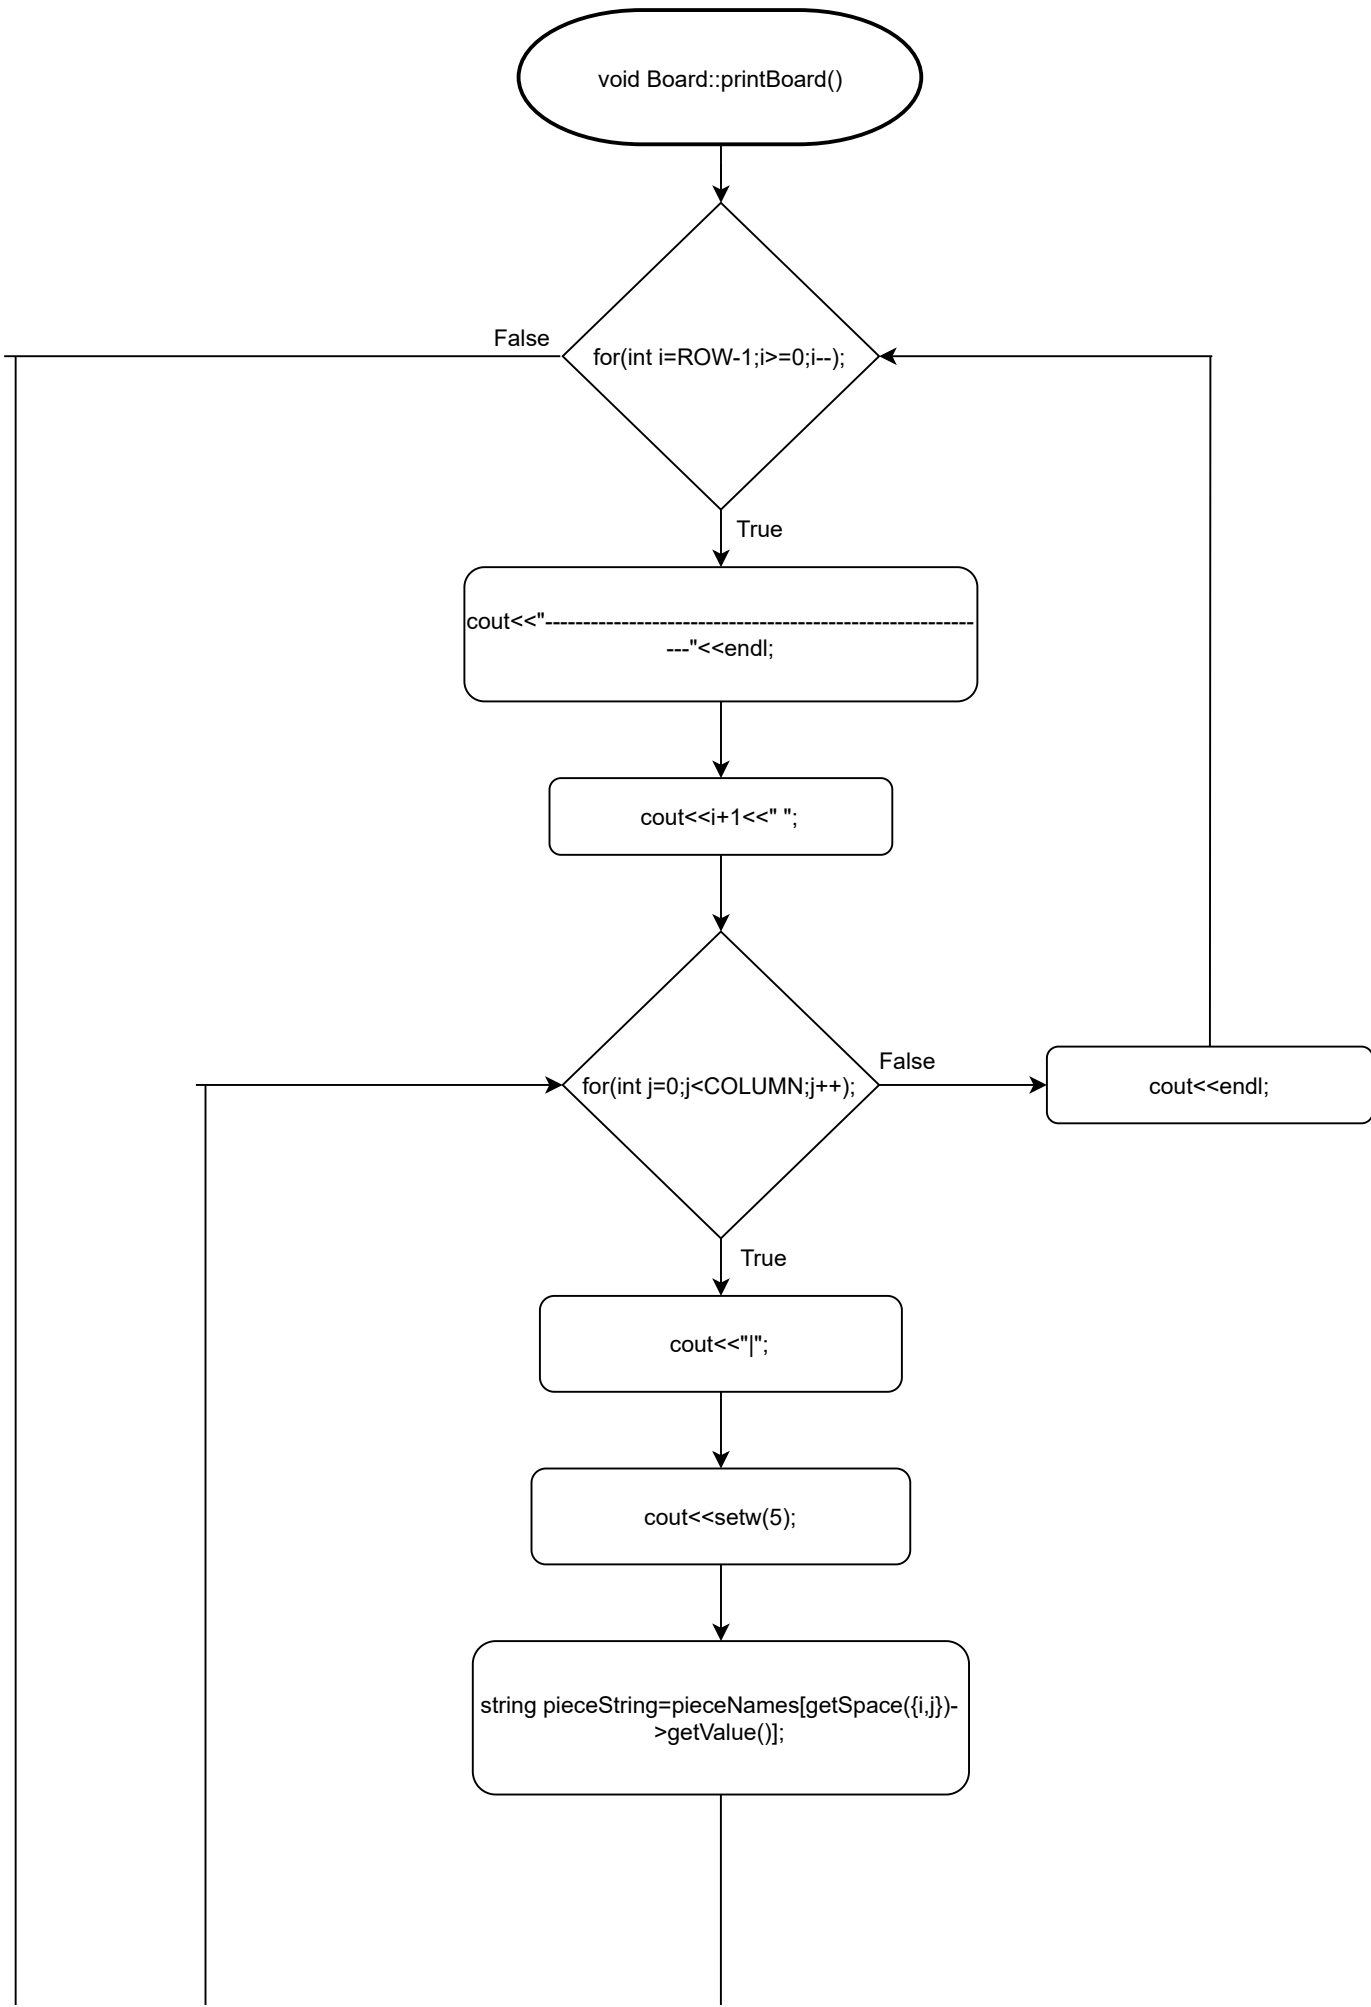 void Board::printBoard()
False
for(int i=ROW-1;i>=0;i--);
True
cout<<"--------------------------------------------------------
---"<<endl;
cout<<i+1<<" ";
False
for(int j=0;j<COLUMN;j++);
cout<<endl;
True
cout<<"|";
cout<<setw(5);
string pieceString=pieceNames[getSpace({i,j})-
>getValue()];